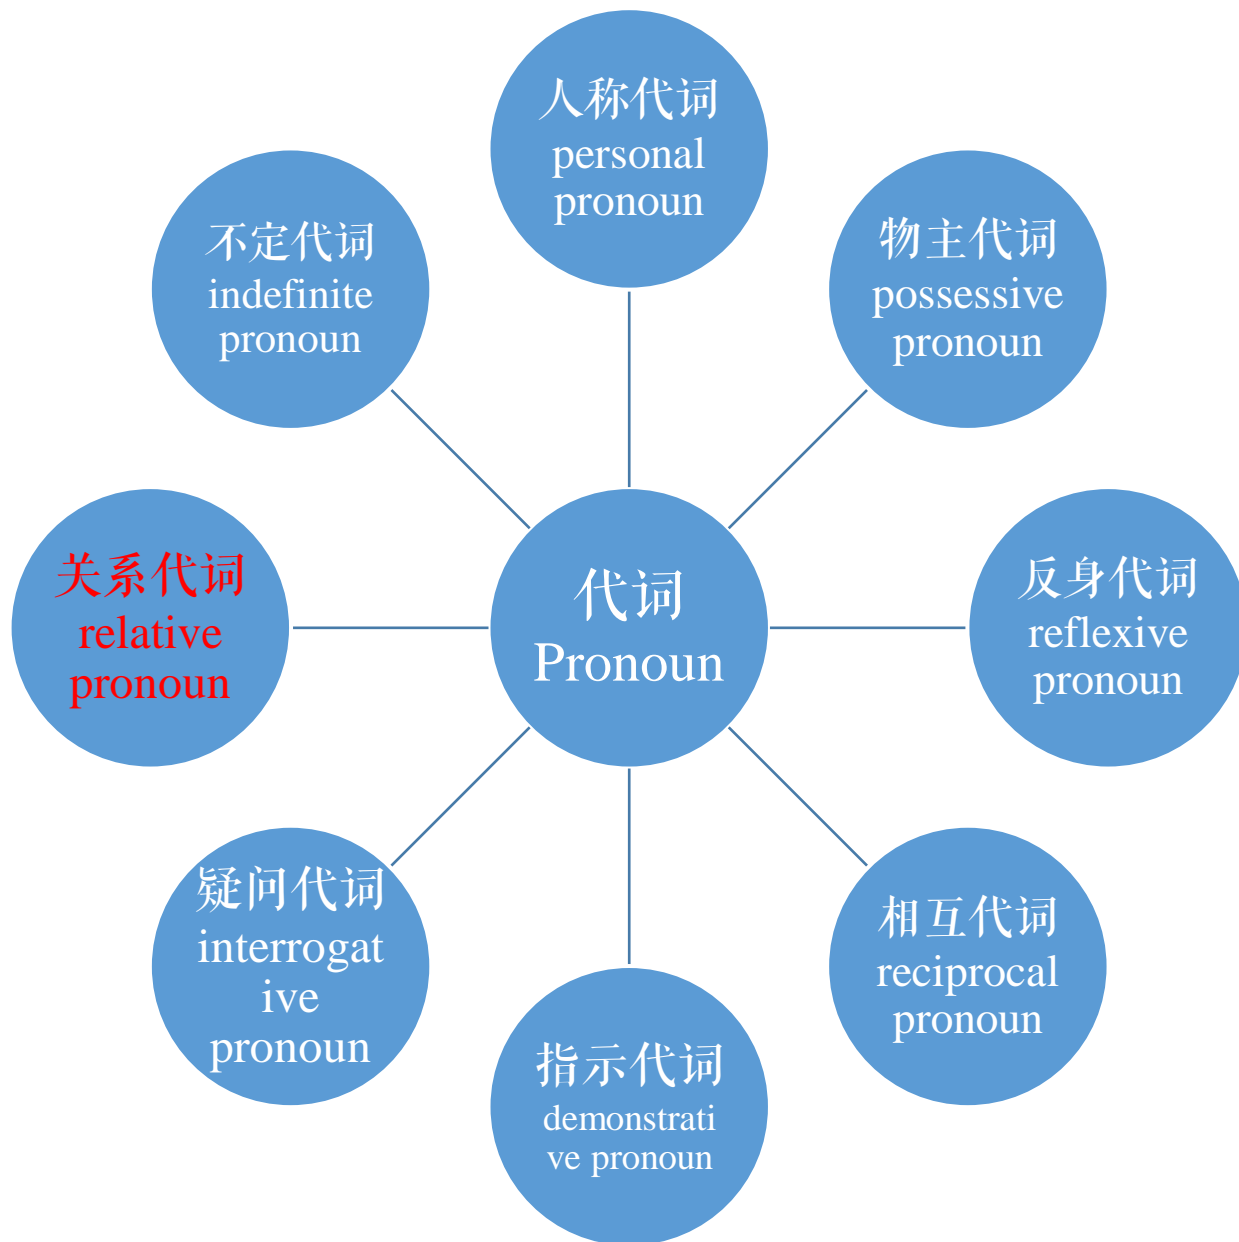 人称代词
personal
pronoun
不定代词
indefinite
pronoun
物主代词
possessive
pronoun
关系代词
relative
pronoun
代词
Pronoun
反身代词
reflexive
pronoun
疑问代词
interrogat
ive
pronoun
相互代词
reciprocal
pronoun
指示代词
demonstrati
ve pronoun